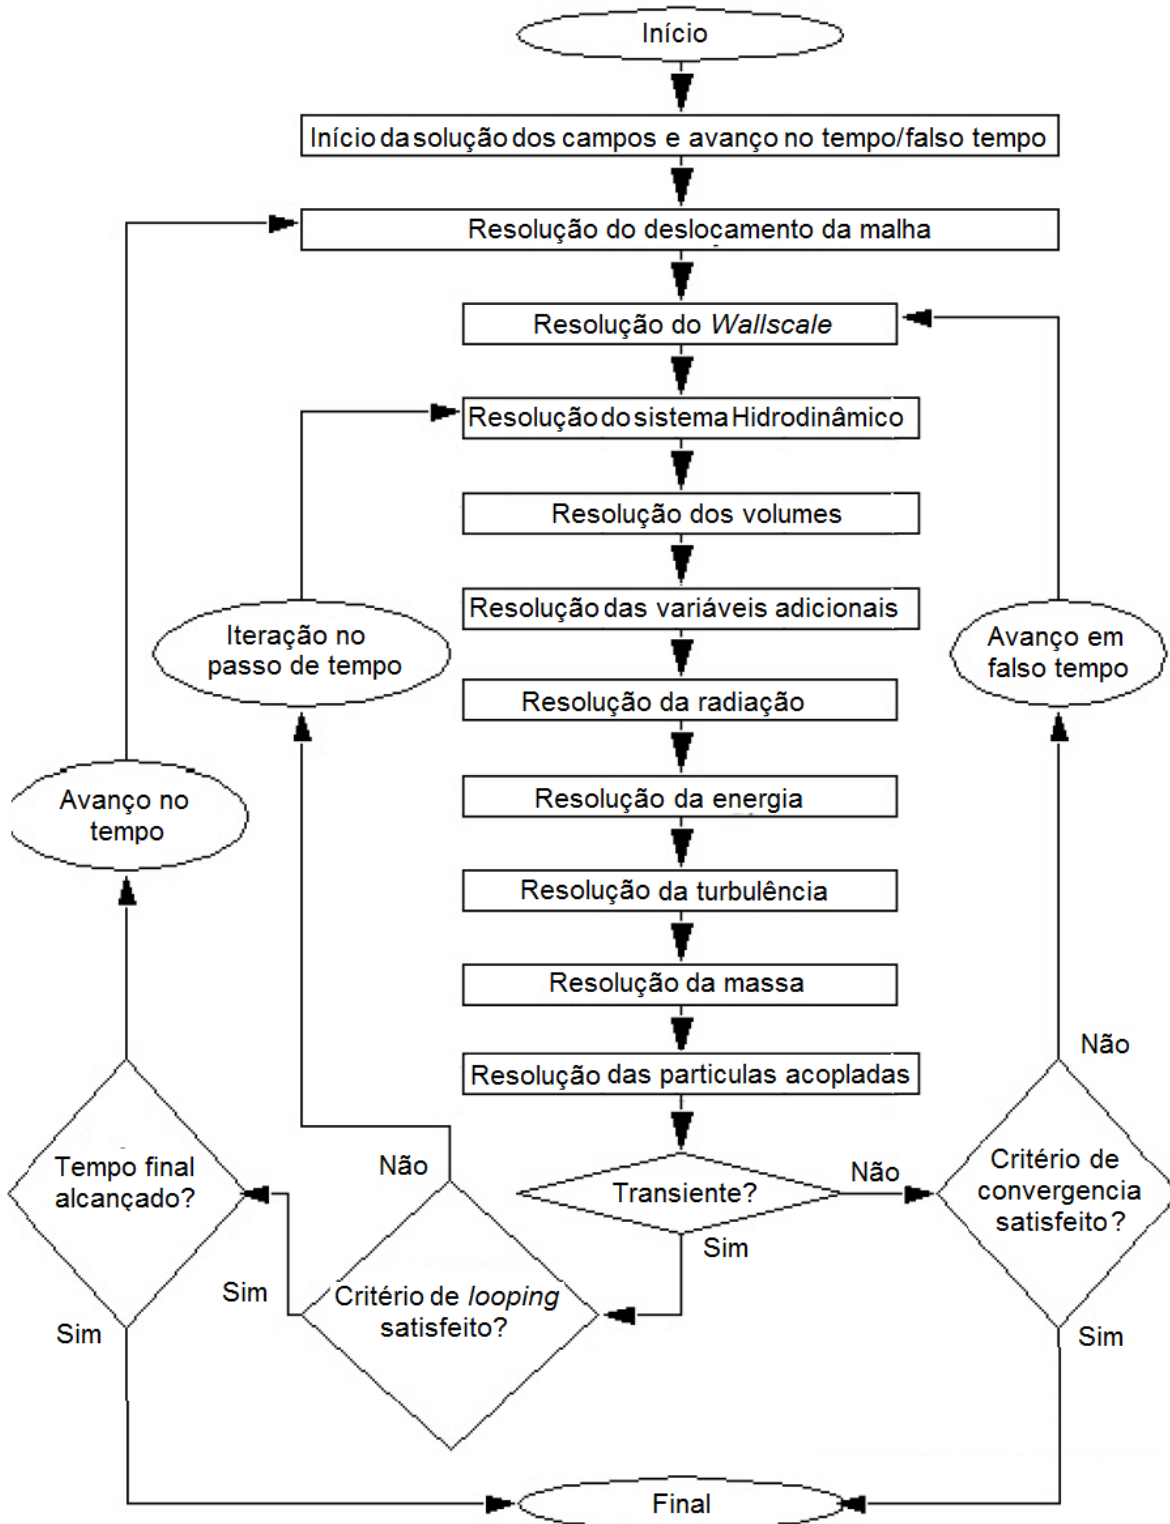 Início
Início da solução dos campos e avanço no tempo/falso tempo
Resolução do deslocamento da malha
Resolução do Wallscale
Resolução do sistema Hidrodinâmico
Resolução dos volumes
Resolução das variáveis adicionais
Iteração no
passo de tempo
Avanço em
falso tempo
Resolução da radiação
Resolução da energia
Avanço no
tempo
Resolução da turbulência
Resolução da massa
Resolução das particulas acopladas
Não
Tempo final
alcançado?
Não
Transiente?
Não
Critério de
convergencia
satisfeito?
Sim
Sim
Critério de looping
satisfeito?
Sim
Sim
Final